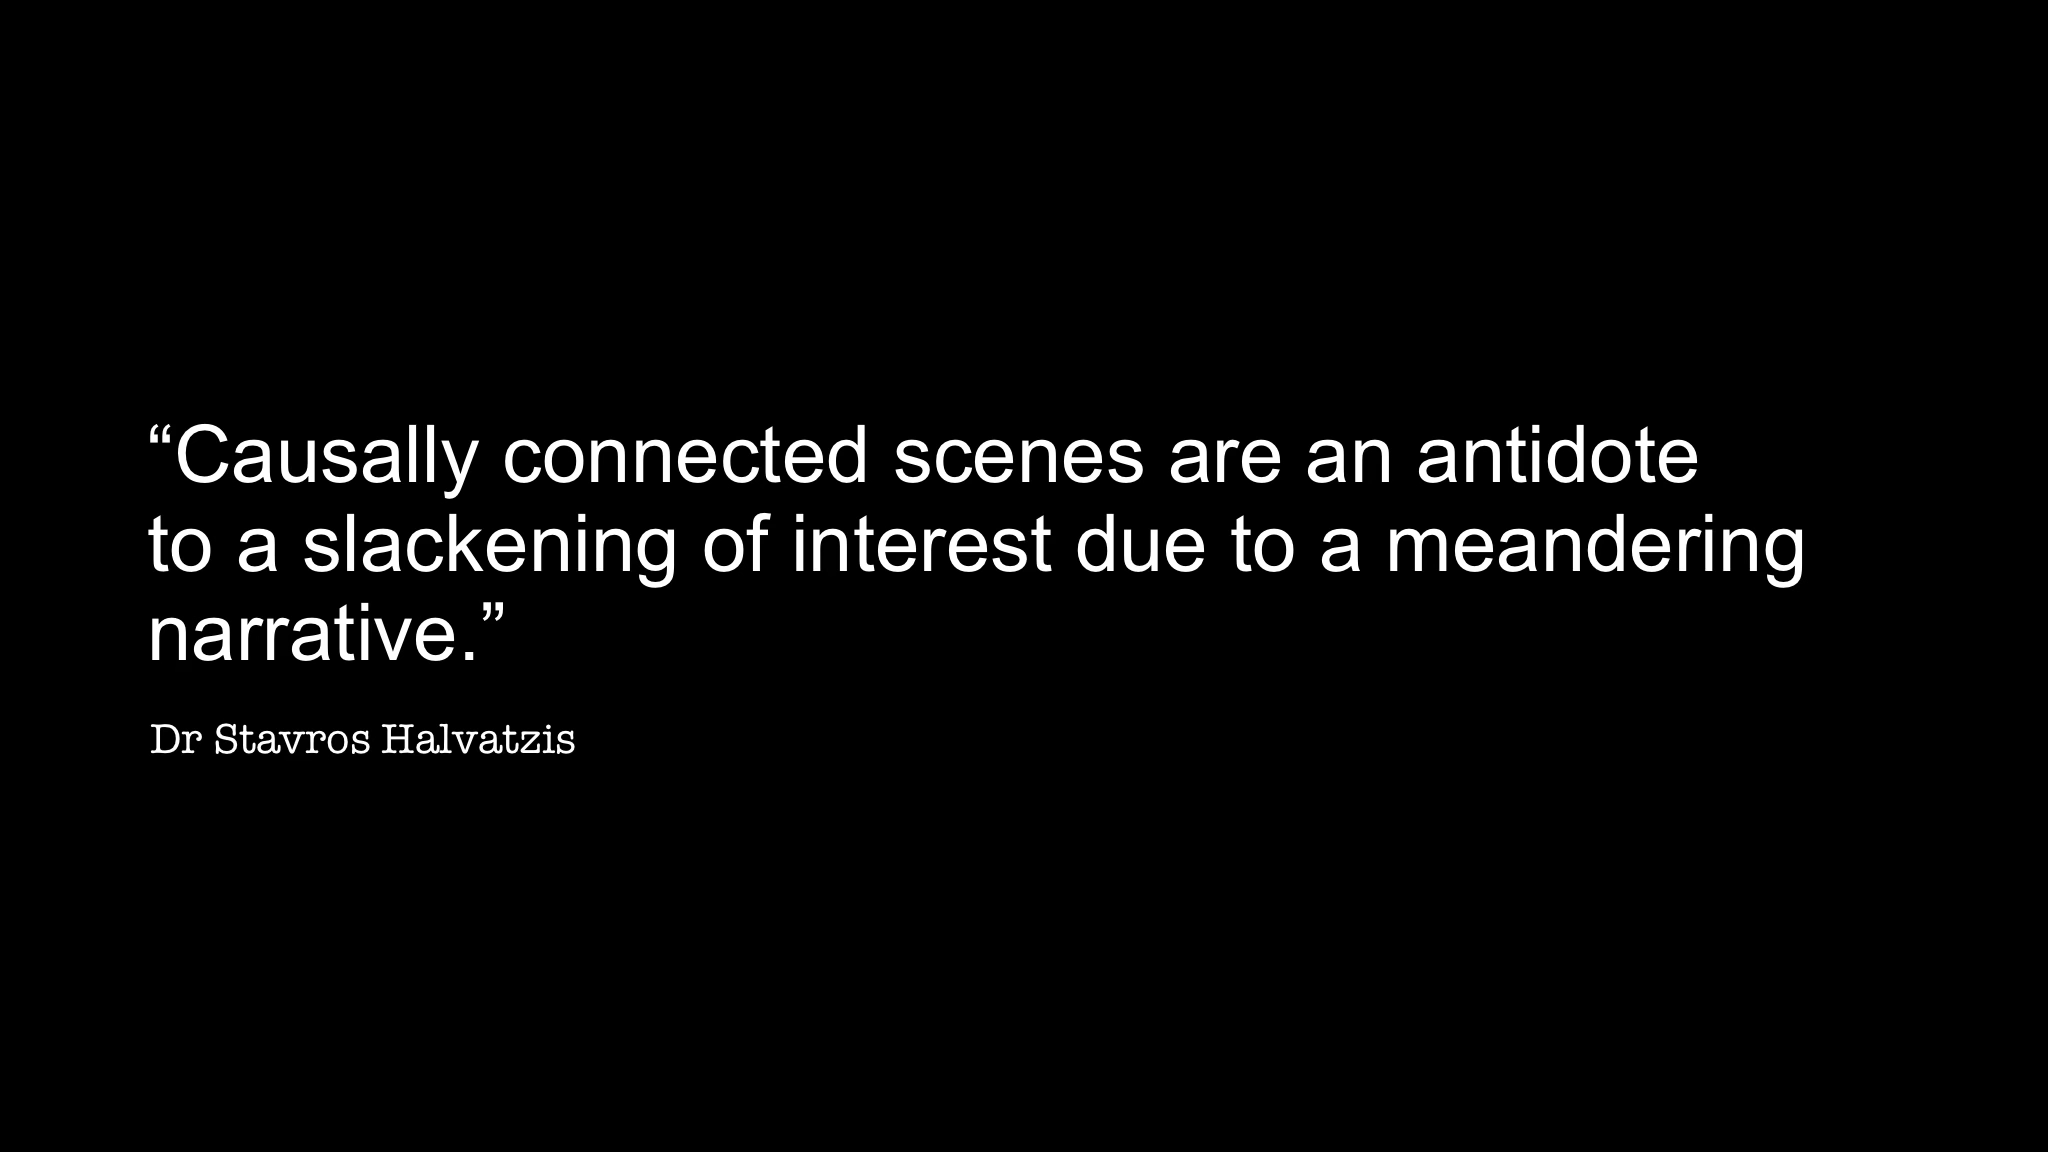 “Causally connected scenes are an antidote
to a slackening of interest due to a meandering
narrative.”
Dr Stavros Halvatzis